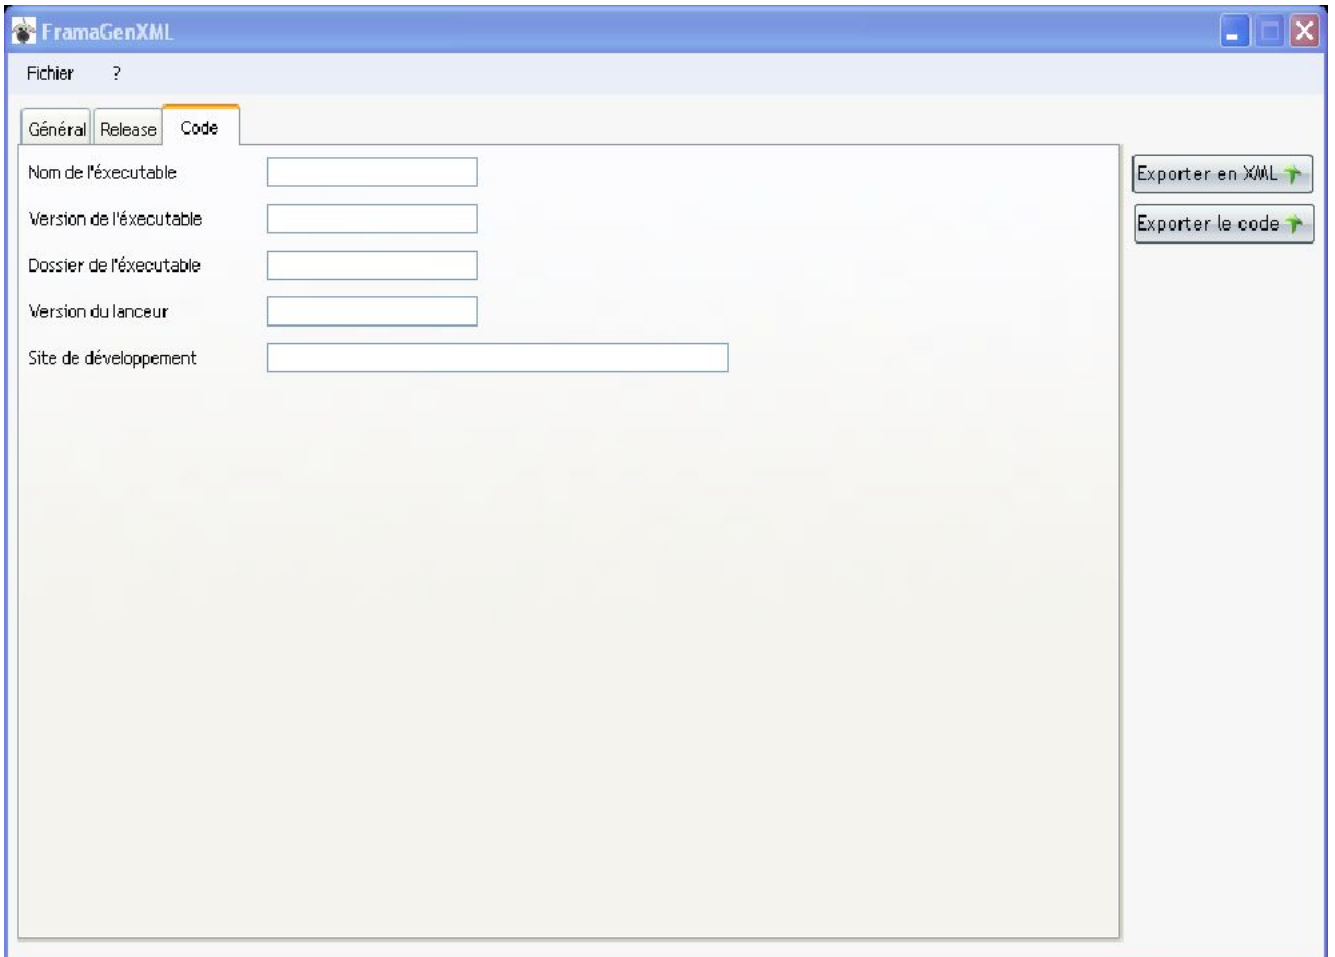 FramaGenXML
Fichier ?
Général Release Code
Nom de l'éxecutable
Exporter en XML
Version de l'éxecutable
Exporter le code
Dossier de l'éxecutable
Version du lanceur
Site de développement